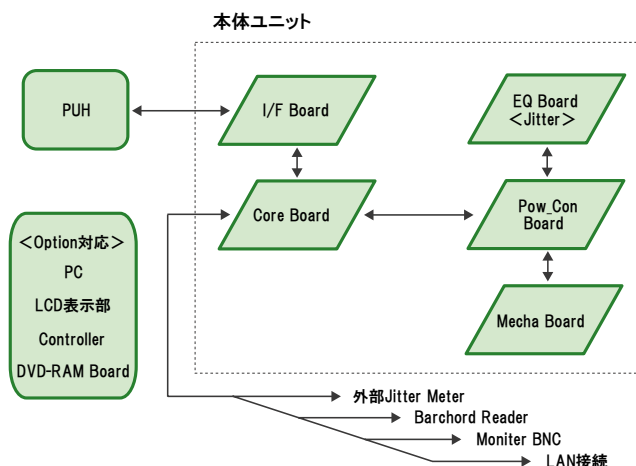 本体ユニット
PUH
I/F Board
EQ Board
＜Jitter＞
Core Board
Pow_Con
Board
Mecha Board
＜Option対応＞
PC
LCD表示部
Controller
DVD-RAM Board
外部Jitter Meter
Barchord Reader
Moniter BNC
LAN接続